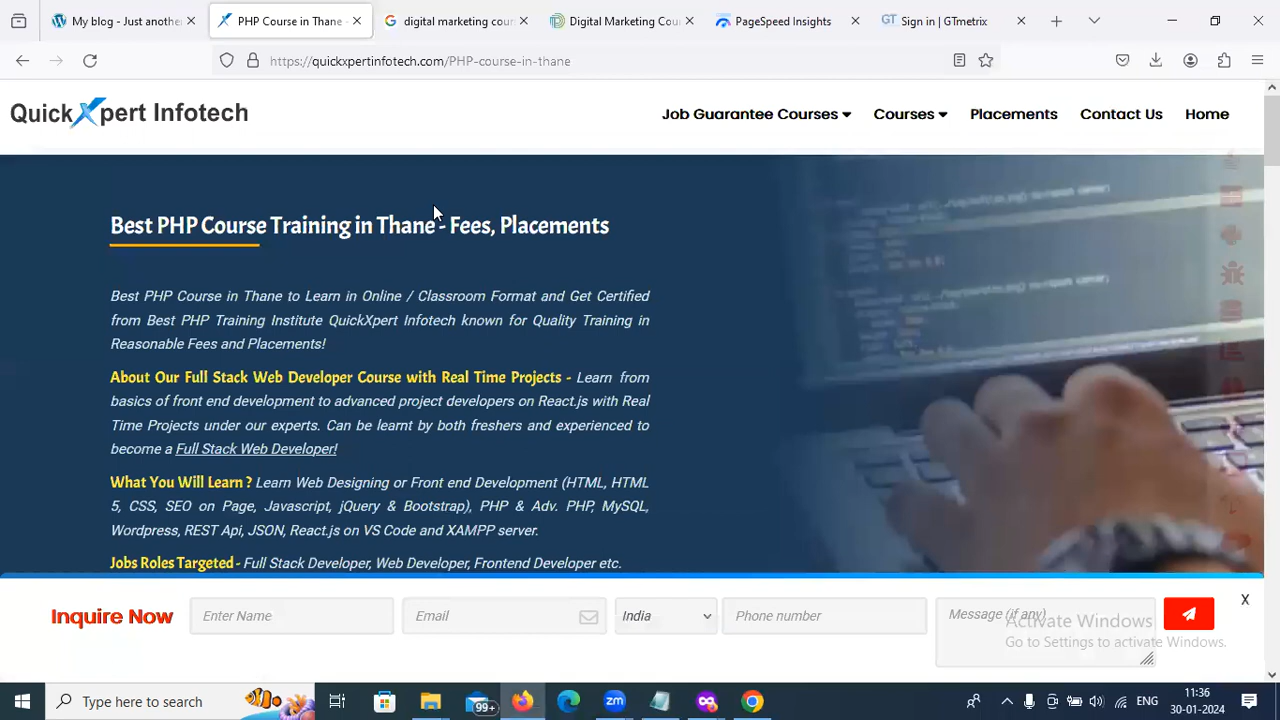 My blog - Just anothe
PHP Course in Thane -
digital marketing cour
Digital Marketing Cou
PageSpeed Insights
GT
Sign in | GTmetrix
https://quickxpertinfotech.com/PHP-course-in-thane
QuickXpert Infotech
Job Guarantee Courses
Courses
Placements
Contact Us
Home
Best PHP Course Training in Thane - Fees, Placements
Best PHP Course in Thane to Learn in Online / Classroom Format and Get Certified
from Best PHP Training Institute QuickXpert Infotech known for Quality Training in
Reasonable Fees and Placements!
About Our Full Stack Web Developer Course with Real Time Projects - Learn from
basics of front end development to advanced project developers on React.js with Real
Time Projects under our experts. Can be learnt by both freshers and experienced to
become a Full Stack Web Developer!
What You Will Learn ? Learn Web Designing or Front end Development (HTML, HTML
5, CSS, SEO on Page, Javascript, jQuery & Bootstrap), PHP & Adv. PHP, MySQL,
Wordpress, REST Api, JSON, React.js on VS Code and XAMPP server.
Jobs Roles Targeted - Full Stack Developer, Web Developer, Frontend Developer etc.
Inquire Now
Enter Name
Email
India
Phone number
Message (if any)
X
Activate Windows
Go to Settings to activate Windows.
Type here to search
99+
zm
ENG
11:36
30-01-2024